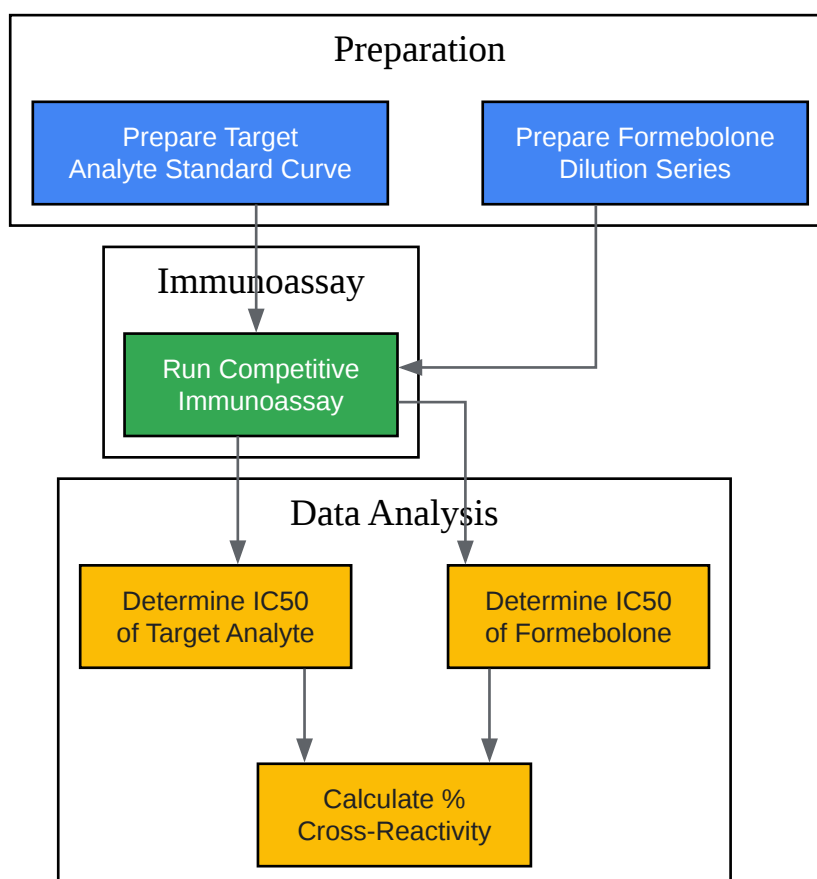 Preparation
Prepare Target
Analyte Standard Curve
Prepare Formebolone
Dilution Series
Immunoassay
Run Competitive
Immunoassay
Data Analysis
Determine IC50
of Target Analyte
Determine IC50
of Formebolone
Calculate %
Cross-Reactivity